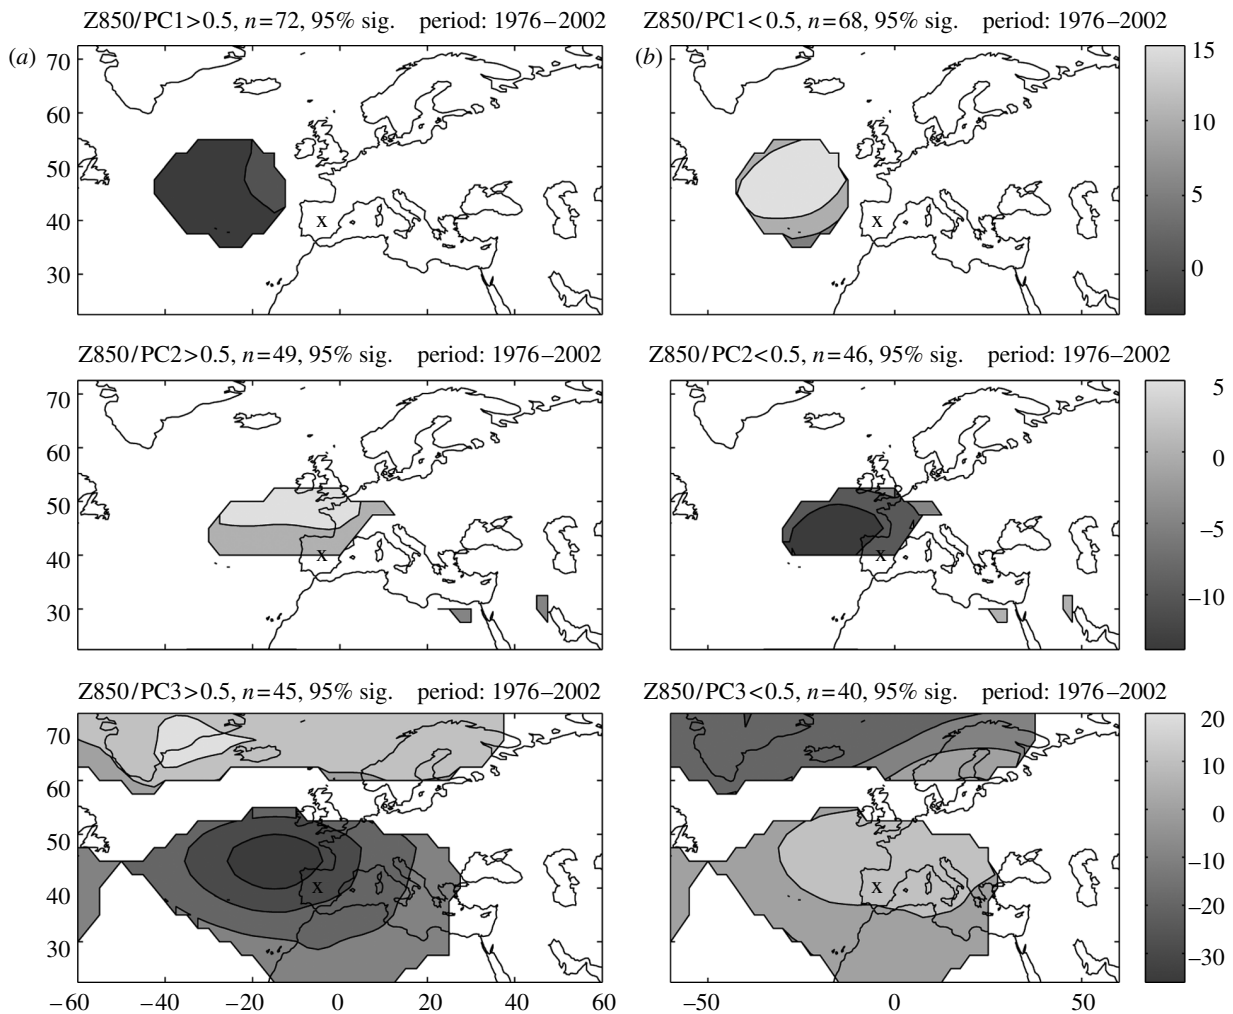 Z850/PC1>0.5, n=72, 95% sig. period: 1976–2002
Z850/PC1<0.5, n=68, 95% sig. period: 1976–2002
(a)
(b)
70
60
50
40
30
x
x
15
10
5
0
Z850/PC2>0.5, n=49, 95% sig. period: 1976–2002
Z850/PC2<0.5, n=46, 95% sig. period: 1976–2002
70
60
50
40
30
x
x
5
0
−5
−10
Z850/PC3>0.5, n=45, 95% sig. period: 1976–2002
Z850/PC3<0.5, n=40, 95% sig. period: 1976–2002
70
60
50
40
30
x
x
20
10
0
−10
−20
−30
−60 −40 −20 0 20 40 60
−50 0 50